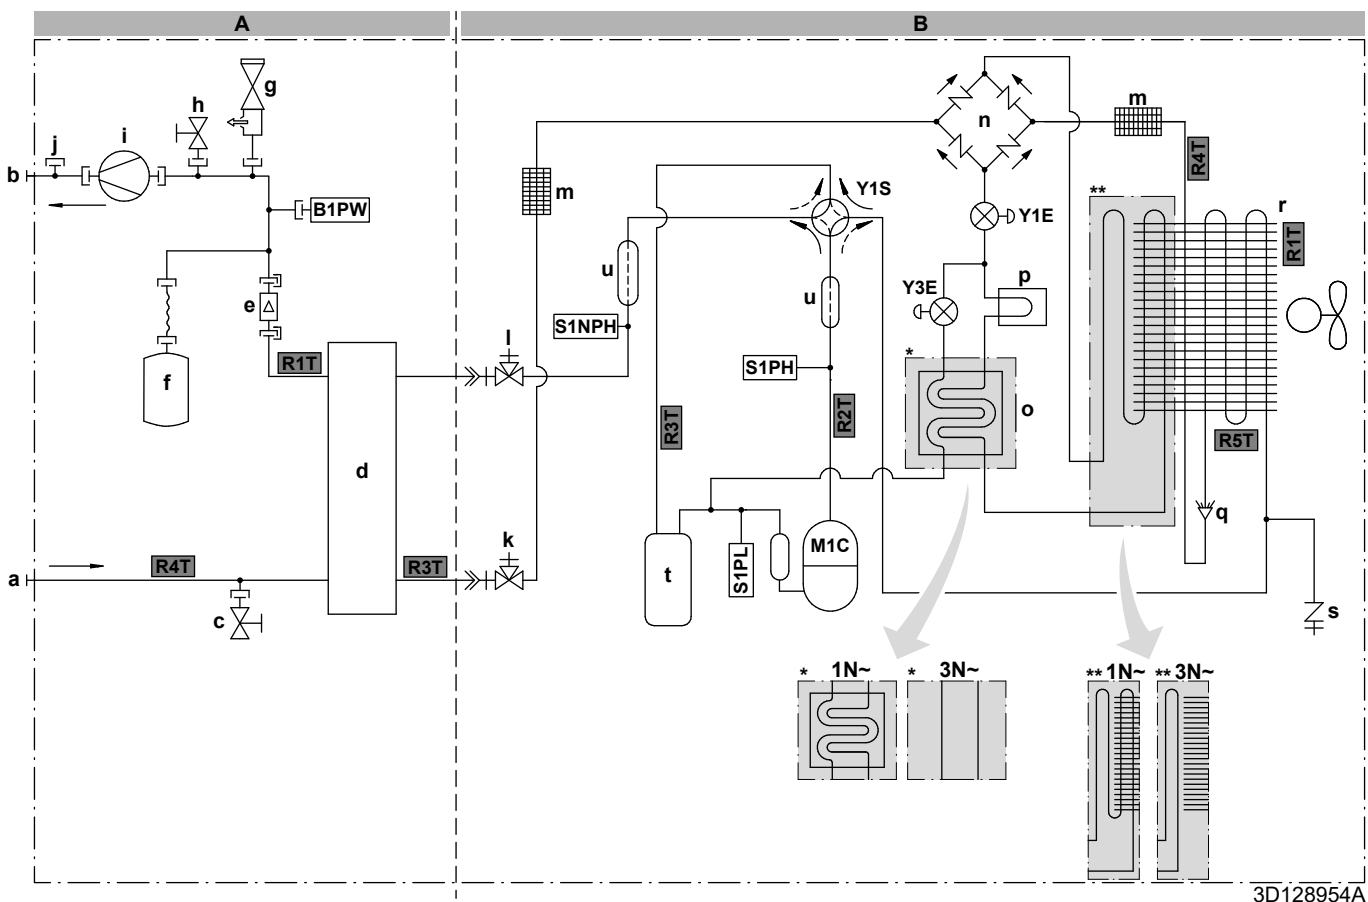 A
B
g
h
m
j
i
n
b
R4T
m
Y1S
**
r
B1PW
Y1E
R1T
u
p
e
u
Y3E
S1NPH
l
*
R1T
f
S1PH
o
R3T
R2T
R5T
d
q
k
M1C
R4T
R3T
t
S1PL
a
c
s
* 1N~
* 3N~
** 1N~
** 3N~
3D128954A